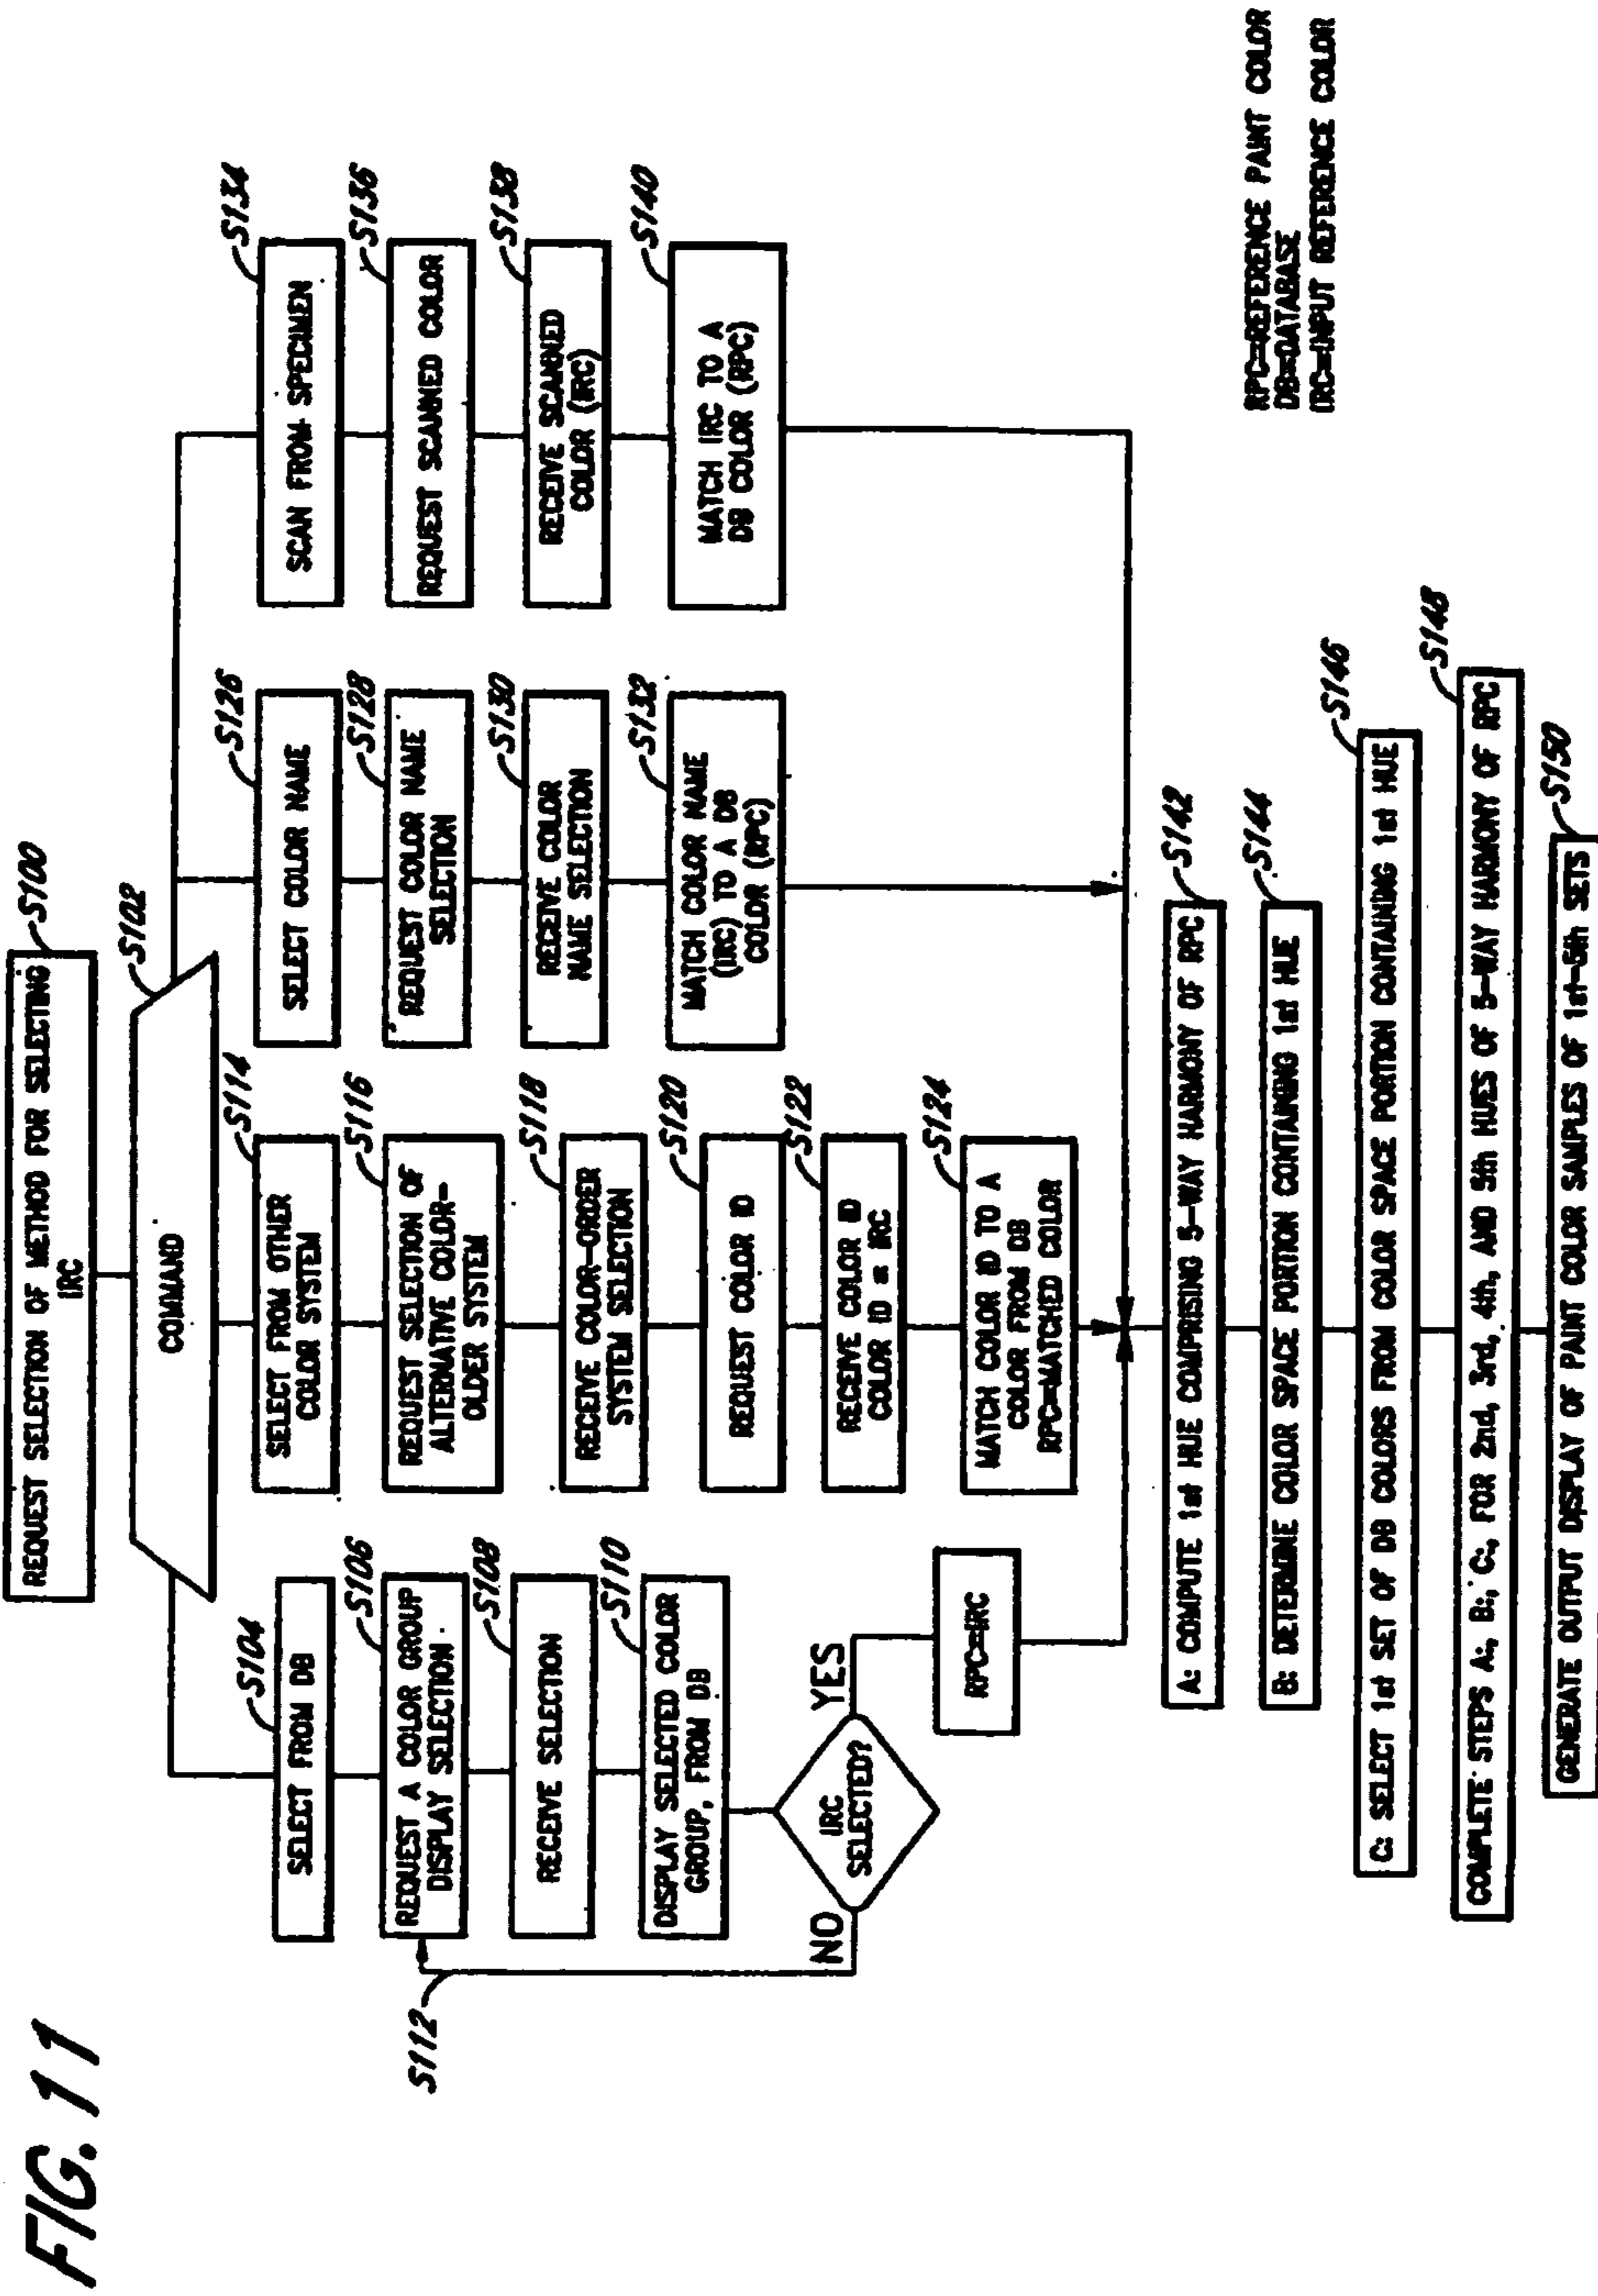 FIG. 11
REQUEST SELECTION OF METHOD FOR SELECTING
IRC
S100
COMMAND
S102
SELECT FROM DB
S104
REQUEST A COLOR GROUP
DISPLAY SELECTION
S106
RECEIVE SELECTION
S108
DISPLAY SELECTED COLOR
GROUP, FROM DB
S110
IRC
SELECTED?
NO
YES
S112
RPC=IRC
SELECT FROM OTHER
COLOR SYSTEM
S114
REQUEST SELECTION OF
ALTERNATIVE COLOR-
OLDER SYSTEM
S116
RECEIVE COLOR-ORDER
SYSTEM SELECTION
S118
REQUEST COLOR ID
S120
RECEIVE COLOR ID
COLOR ID = IRC
S122
MATCH COLOR ID TO A
COLOR FROM DB
RPC=MATCHED COLOR
S124
SELECT COLOR NAME
S126
REQUEST COLOR NAME
SELECTION
S128
RECEIVE COLOR
NAME SELECTION
S130
MATCH COLOR NAME
(IRC) TO A DB
COLOR (RPC)
S132
SCAN FROM SPECIMEN
S134
REQUEST SCANNED COLOR
S136
RECEIVE SCANNED
COLOR (IRC)
S138
MATCH IRC TO A
DB COLOR (RPC)
S140
A: COMPUTE 1st HUE COMPRISING 5-WAY HARMONY OF RPC
S142
B: DETERMINE COLOR SPACE PORTION CONTAINING 1st HUE
S144
C: SELECT 1st SET OF DB COLORS FROM COLOR SPACE PORTION CONTAINING 1st HUE
S146
COMPLETE STEPS A:, B:, C:, FOR 2nd, 3rd, 4th, AND 5th HUES OF 5-WAY HARMONY OF RPC
S148
GENERATE OUTPUT DISPLAY OF PAINT COLOR SAMPLES OF 1st-5th SETS
S150
RPC=REFERENCE PAINT COLOR
DB=DATABASE
IRC=INPUT REFERENCE COLOR